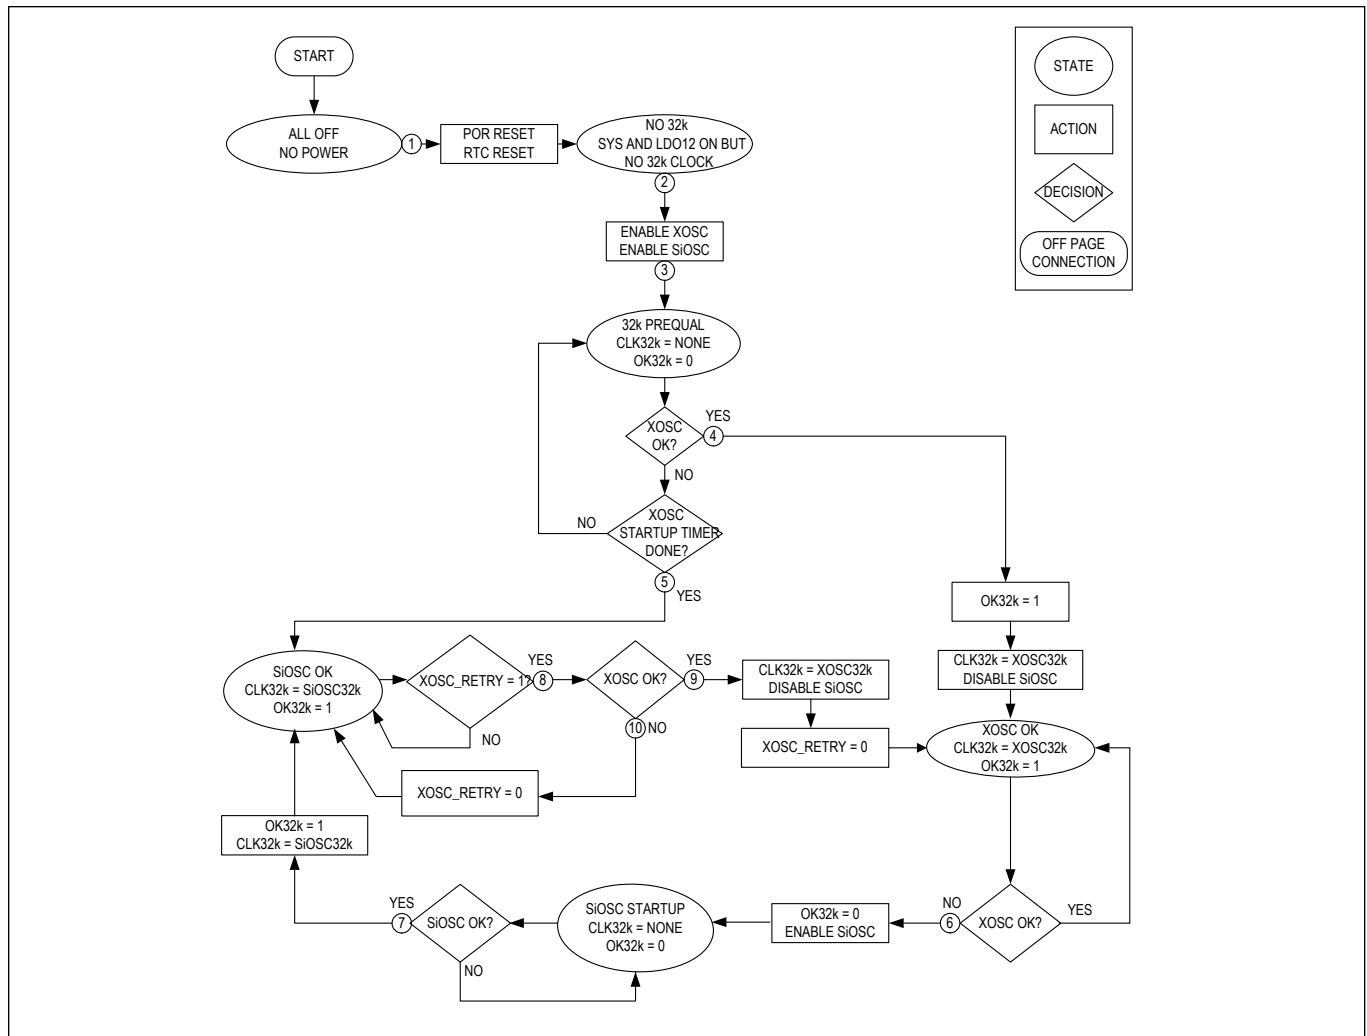 START
STATE
ALL OFF
NO POWER
1
POR RESET
RTC RESET
NO 32k
SYS AND LDO12 ON BUT
NO 32k CLOCK
ACTION
2
DECISION
ENABLE XOSC
ENABLE SiOSC
OFF PAGE
CONNECTION
3
32k PREQUAL
CLK32k = NONE
OK32k = 0
XOSC
OK?
YES
4
NO
XOSC
STARTUP TIMER
DONE?
NO
5
YES
OK32k = 1
SiOSC OK
CLK32k = SiOSC32k
OK32k = 1
XOSC_RETRY = 1?
YES
8
NO
XOSC OK?
YES
9
10
NO
CLK32k = XOSC32k
DISABLE SiOSC
CLK32k = XOSC32k
DISABLE SiOSC
XOSC_RETRY = 0
XOSC OK
CLK32k = XOSC32k
OK32k = 1
XOSC_RETRY = 0
OK32k = 1
CLK32k = SiOSC32k
YES
7
SiOSC OK?
NO
SiOSC STARTUP
CLK32k = NONE
OK32k = 0
OK32k = 0
ENABLE SiOSC
NO
6
XOSC OK?
YES